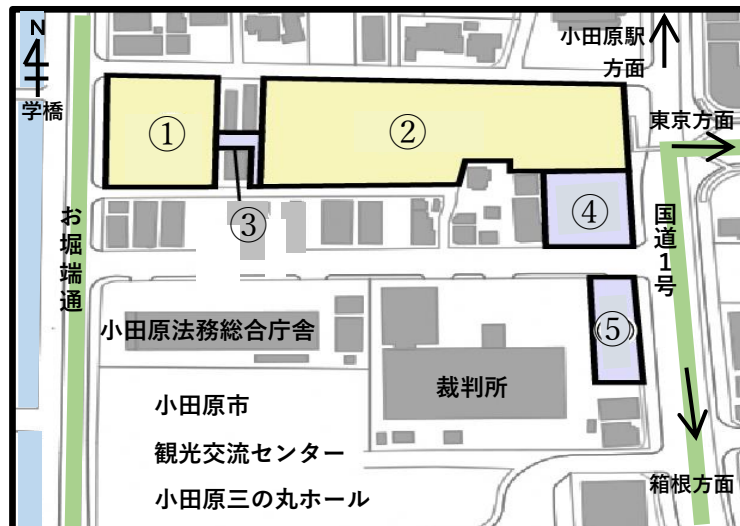 N
学橋
お堀端通
①
②
③
④
⑤
小田原駅
方面
東京方面
国道1号
箱根方面
小田原法務総合庁舎
裁判所
小田原市
観光交流センター
小田原三の丸ホール